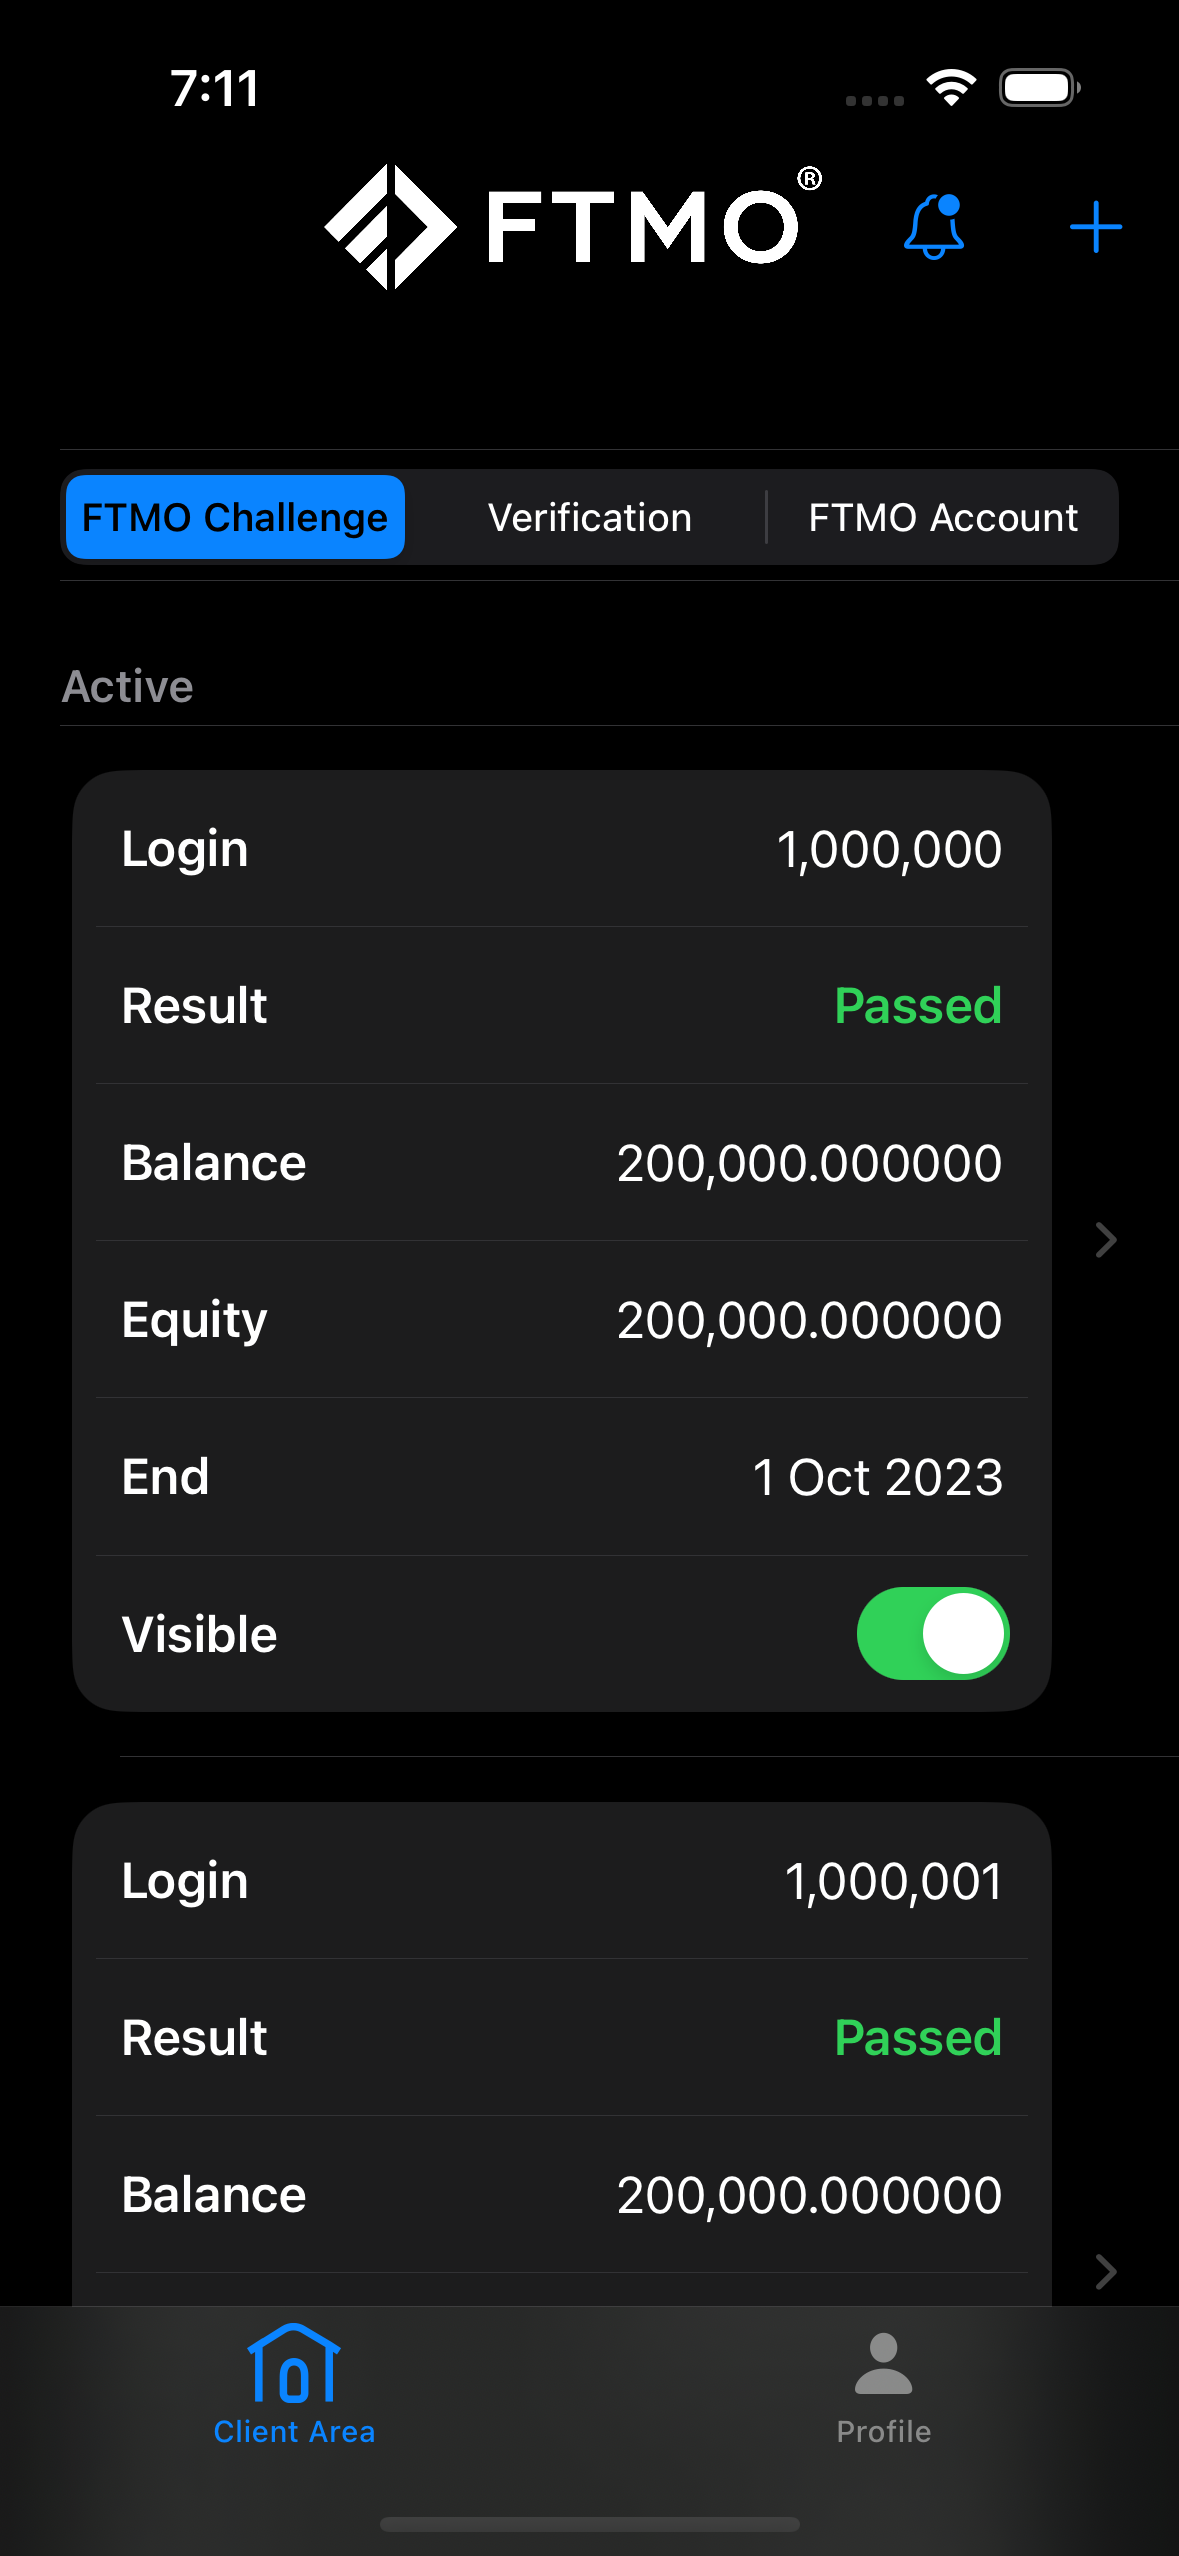 7:11
FTMO®
FTMO Challenge Verification FTMO Account
Active
Login 1,000,000
Result Passed
Balance 200,000.000000
Equity 200,000.000000
End 1 Oct 2023
Visible
Login 1,000,001
Result Passed
Balance 200,000.000000
Client Area Profile